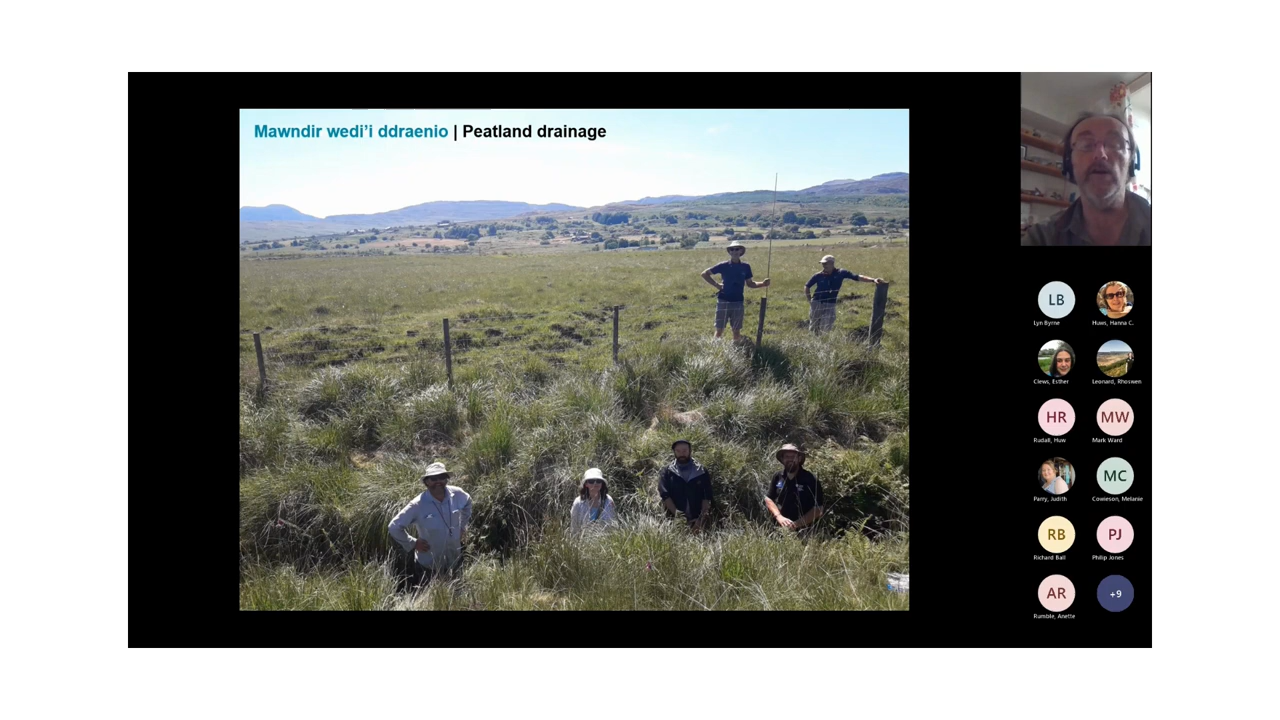 Mawndir wedi'i ddraenio | Peatland drainage
LB
Lyn Byrne
Huws, Hanna C.
Clews, Esther
Leonard, Rhoswen
HR
Rudall, Huw
MW
Mark Ward
Parry, Judith
MC
Cowieson, Melanie
RB
Richard Ball
PJ
Philip Jones
AR
Rumble, Anette
+9